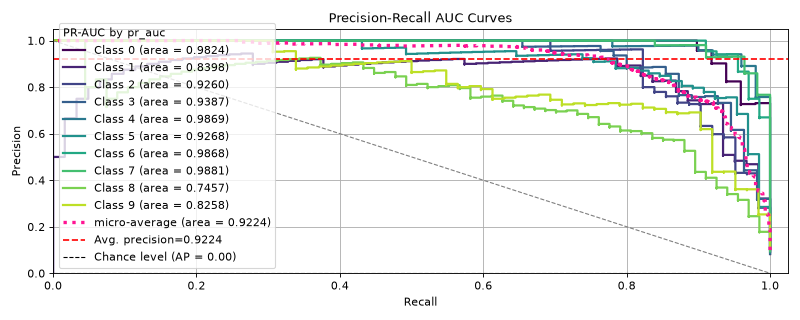 Precision-Recall AUC Curves
PR-AUC by pr_auc
Class 0 (area = 0.9824)
Class 1 (area = 0.8398)
Class 2 (area = 0.9260)
Class 3 (area = 0.9387)
Class 4 (area = 0.9869)
Class 5 (area = 0.9268)
Class 6 (area = 0.9868)
Class 7 (area = 0.9881)
Class 8 (area = 0.7457)
Class 9 (area = 0.8258)
micro-average (area = 0.9224)
Avg. precision=0.9224
Chance level (AP = 0.00)
Precision
1.0
0.8
0.6
0.4
0.2
0.0
0.0 0.2 0.4 0.6 0.8 1.0
Recall